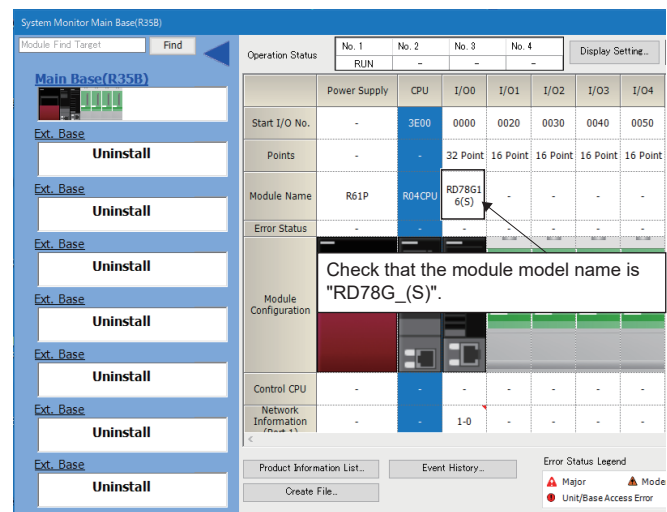 System Monitor Main Base(R35B)
Module Find Target
Find
Main Base(R35B)
Ext. Base
Uninstall
Ext. Base
Uninstall
Ext. Base
Uninstall
Ext. Base
Uninstall
Ext. Base
Uninstall
Ext. Base
Uninstall
Ext. Base
Uninstall
Operation Status
No. 1 No. 2 No. 3 No. 4
RUN - - -
Display Setting...
Power Supply CPU I/O0 I/O1 I/O2 I/O3 I/O4
Start I/O No. - 3E00 0000 0020 0030 0040 0050
Points - - 32 Point 16 Point 16 Point 16 Point 16 Point
Module Name R61P R04CPU RD78G1
6(S) - - - -
Error Status - - - - - - -
Check that the module model name is
"RD78G_(S)".
Module
Configuration
Control CPU - - - - - - -
Network
Information
(Port 1) - - 1-0 - - - -
Product Information List...
Event History...
Create File...
Error Status Legend
Major Mode
Unit/Base Access Error